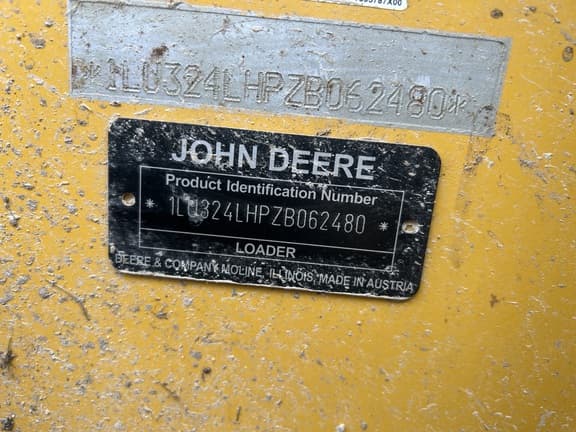 *1LU324LHPZB062480*
JOHN DEERE
Product Identification Number
* 1LU324LHPZB062480 *
LOADER
DEERE & COMPANY MOLINE, ILLINOIS, MADE IN AUSTRIA